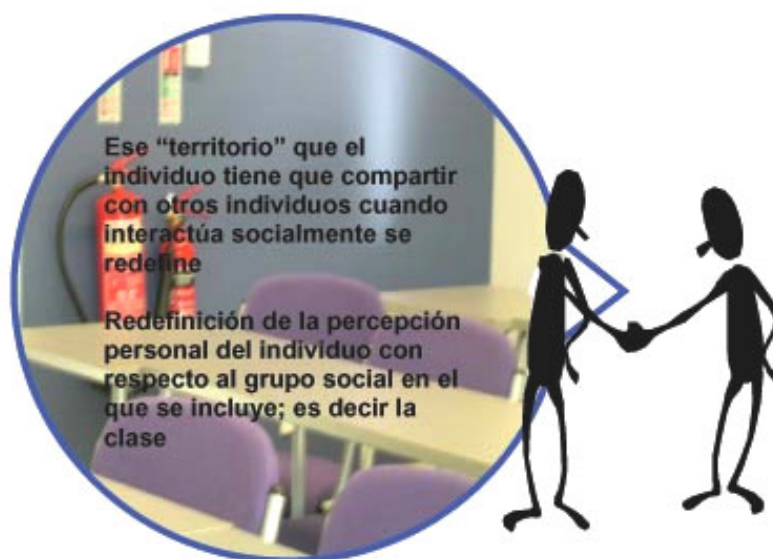 Ese “territorio” que el
individuo tiene que compartir
con otros individuos cuando
interactúa socialmente se
redefine
Redefinición de la percepción
personal del individuo con
respecto al grupo social en el
que se incluye; es decir la
clase